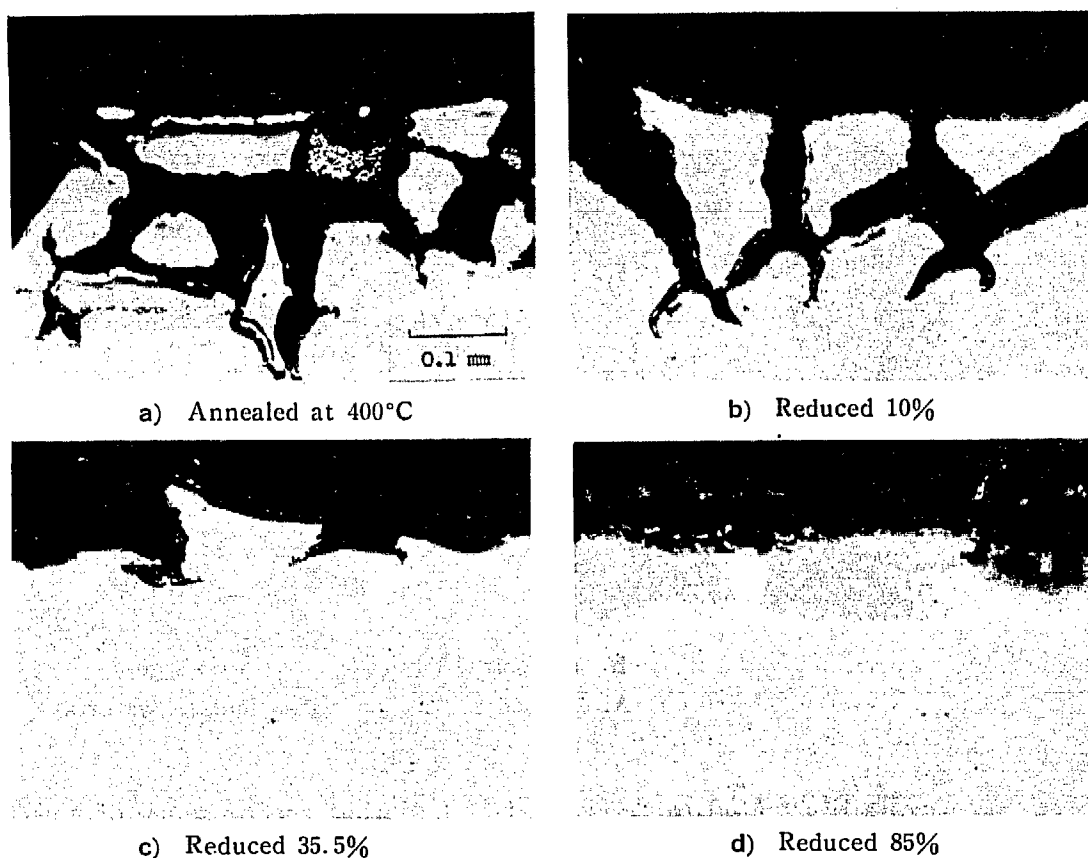 0.1 mm
a) Annealed at 400°C
b) Reduced 10%
c) Reduced 35.5%
d) Reduced 85%